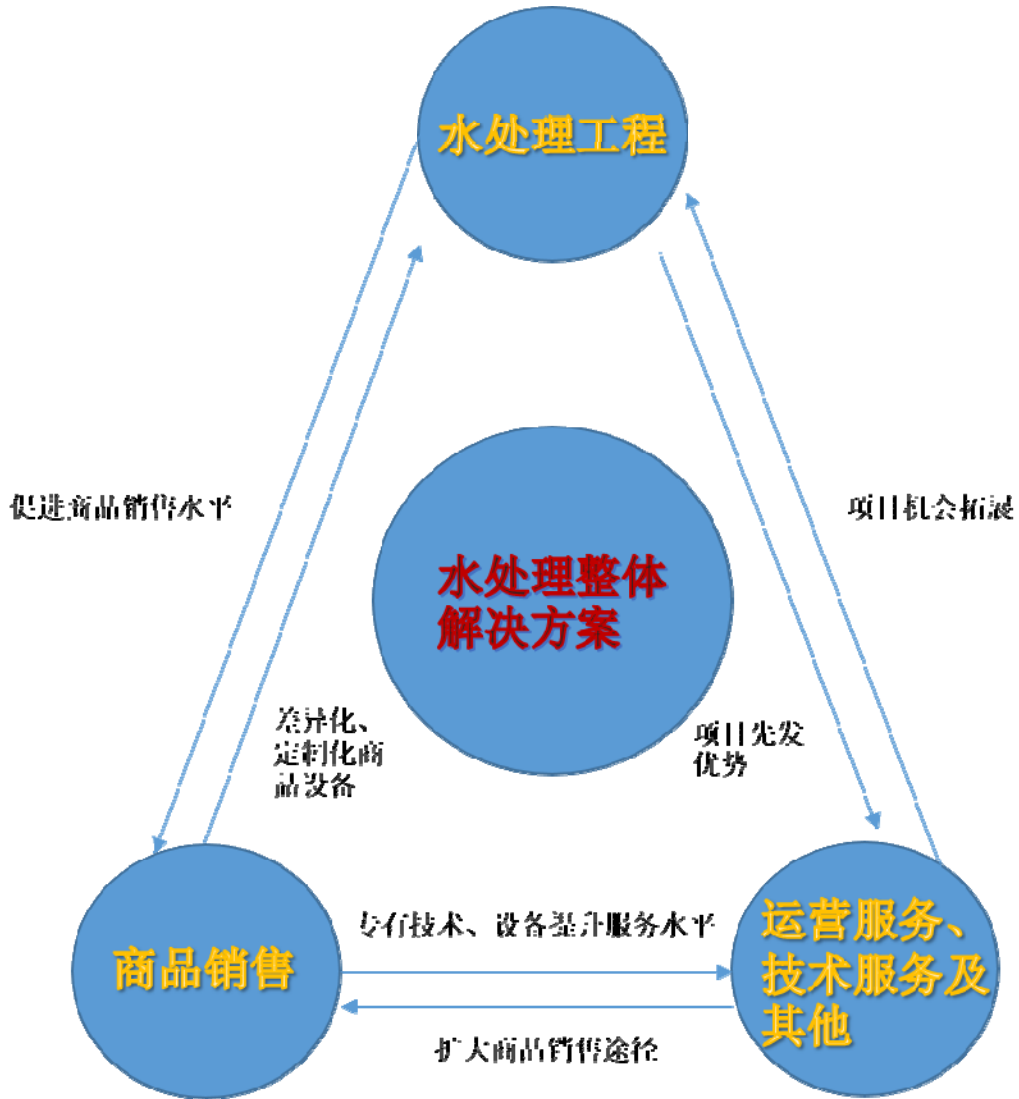 水处理工程
促进商品销售水平
项目机会拓展
水处理整体
解决方案
差异化、
定制化商
品设备
项目先发
优势
专有技术、设备提升服务水平
商品销售
运营服务、
技术服务及
其他
扩大商品销售途径